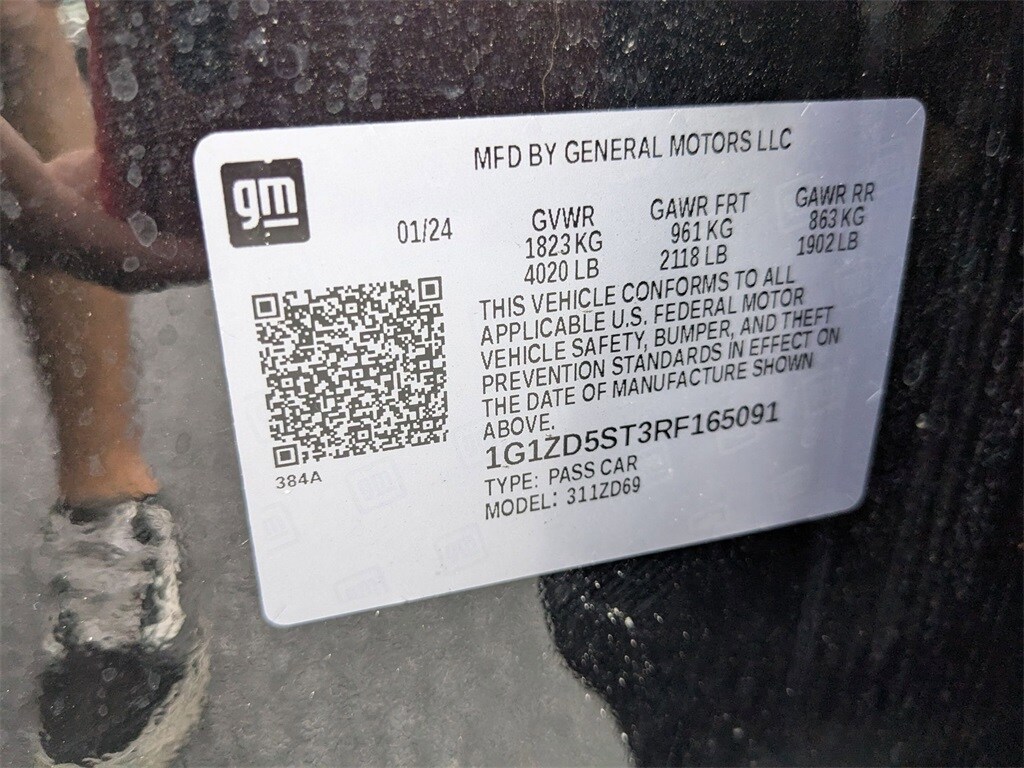 MFD BY GENERAL MOTORS LLC
gm
01/24
GVWR
1823 KG
4020 LB
GAWR FRT
961 KG
2118 LB
GAWR RR
863 KG
1902 LB
THIS VEHICLE CONFORMS TO ALL
APPLICABLE U.S. FEDERAL MOTOR
VEHICLE SAFETY, BUMPER, AND THEFT
PREVENTION STANDARDS IN EFFECT ON
THE DATE OF MANUFACTURE SHOWN
ABOVE.
1G1ZD5ST3RF165091
TYPE: PASS CAR
MODEL: 311ZD69
384A